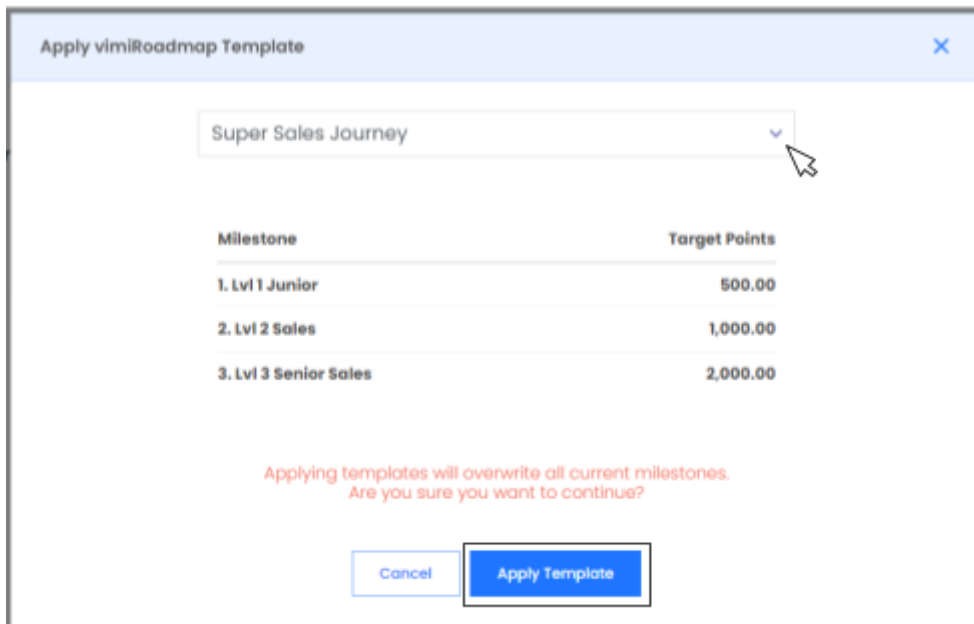 Apply vimiRoadmap Template
Super Sales Journey
Milestone Target Points
1. Lvl 1 Junior 500.00
2. Lvl 2 Sales 1,000.00
3. Lvl 3 Senior Sales 2,000.00
Applying templates will overwrite all current milestones.
Are you sure you want to continue?
Cancel Apply Template